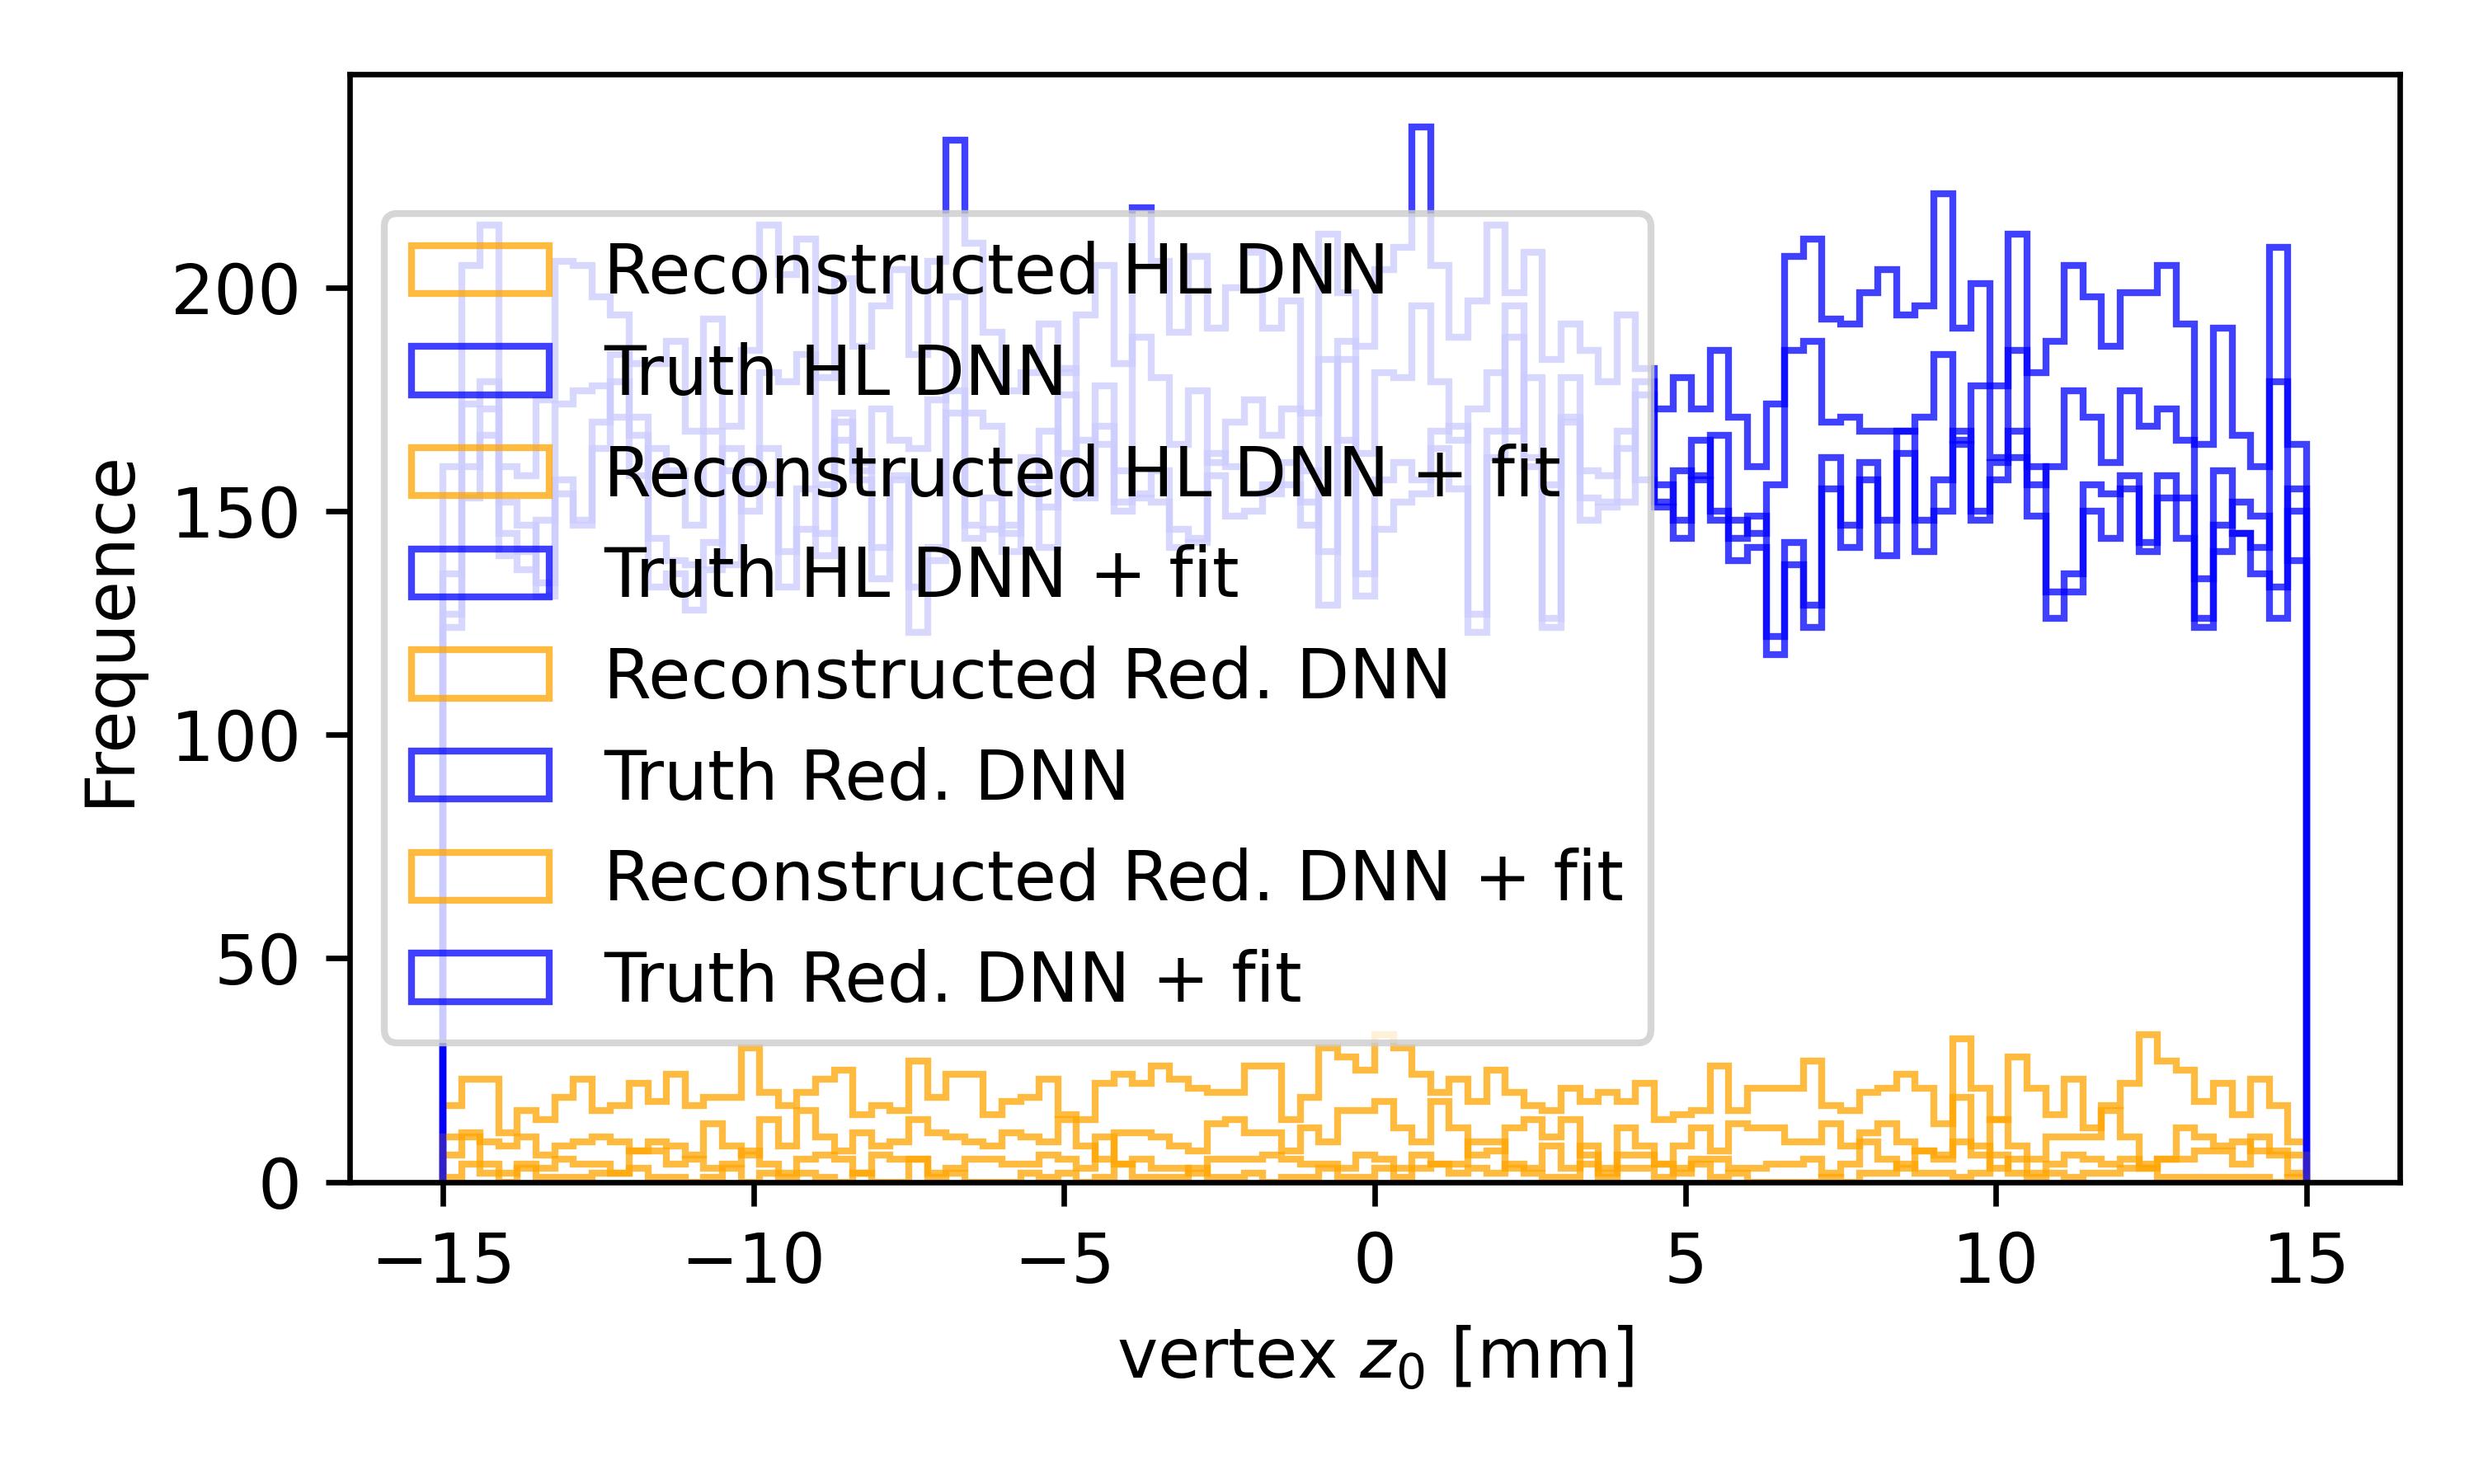 Frequence
200
150
100
50
0
Reconstructed HL DNN
Truth HL DNN
Reconstructed HL DNN + fit
Truth HL DNN + fit
Reconstructed Red. DNN
Truth Red. DNN
Reconstructed Red. DNN + fit
Truth Red. DNN + fit
−15 −10 −5 0 5 10 15
vertex z₀ [mm]